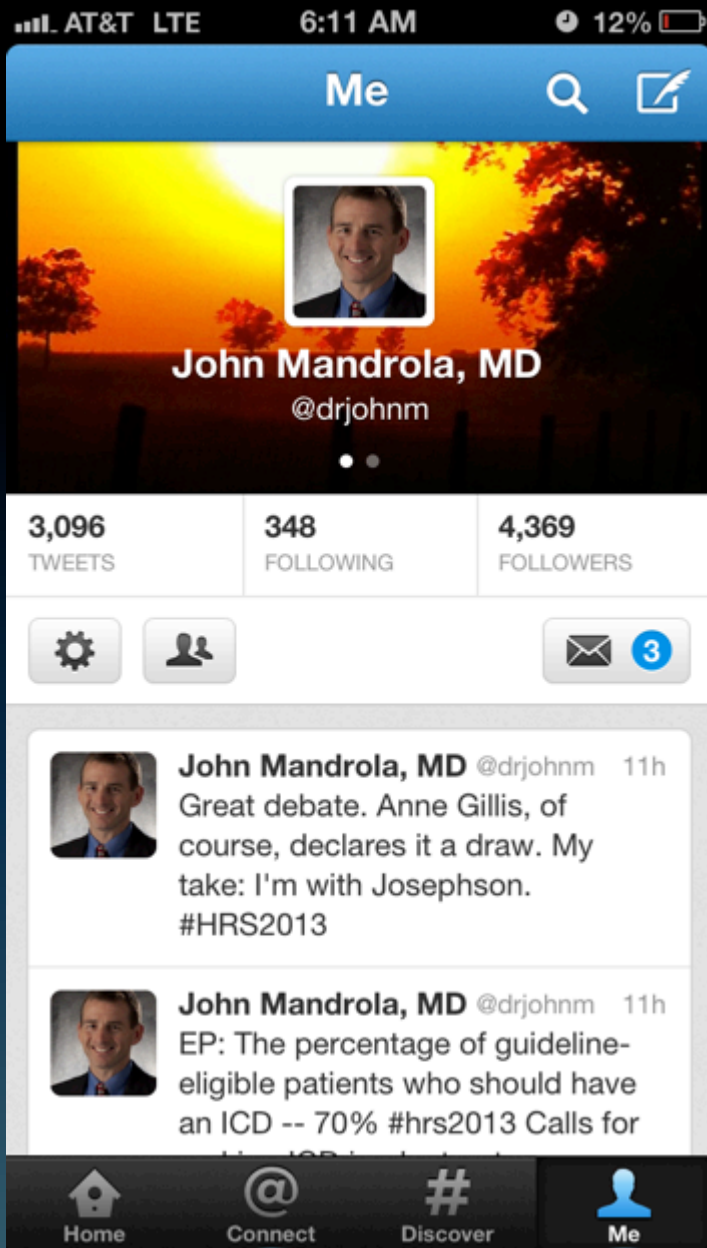 AT&T LTE 6:11 AM 12%
Me
John Mandrola, MD
@drjohnm
3,096 348 4,369
TWEETS FOLLOWING FOLLOWERS
3
John Mandrola, MD @drjohnm 11h
Great debate. Anne Gillis, of
course, declares it a draw. My
take: I'm with Josephson.
#HRS2013
John Mandrola, MD @drjohnm 11h
EP: The percentage of guideline-
eligible patients who should have
an ICD -- 70% #hrs2013 Calls for
Home Connect Discover Me